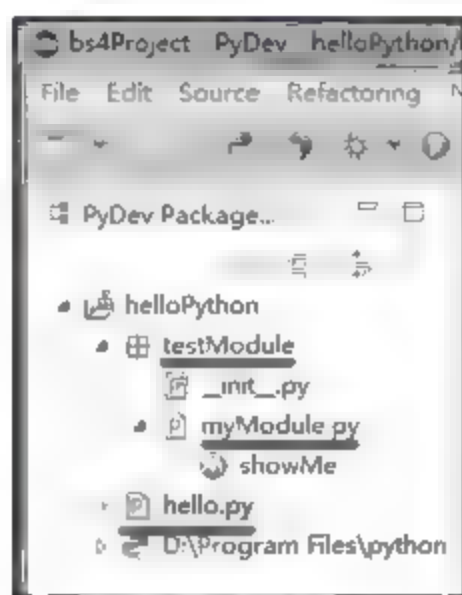 bs4Project PyDev helloPython/
File Edit Source Refactoring
PyDev Package...
helloPython
testModule
__init__.py
myModule.py
showMe
hello.py
D:\Program Files\python